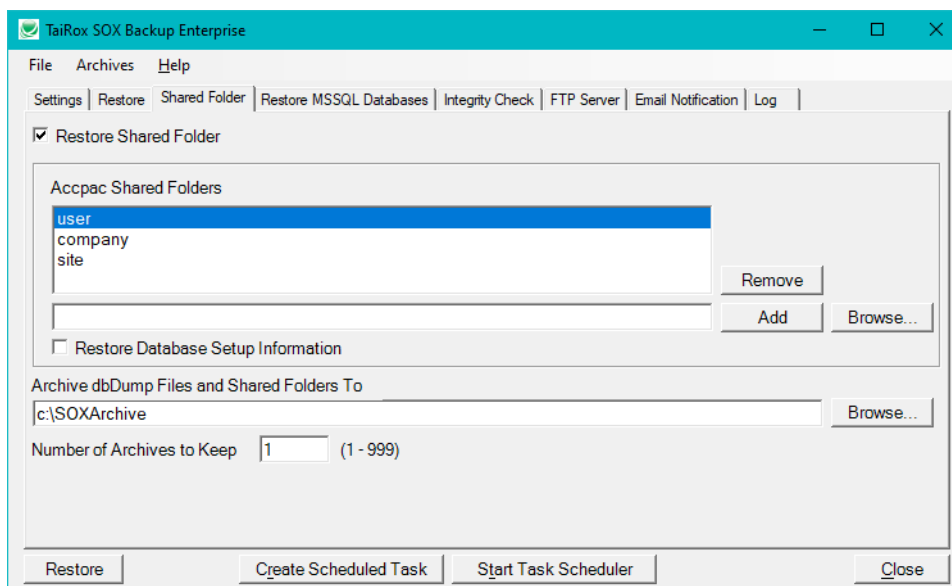 TaiRox SOX Backup Enterprise
File Archives Help
Settings Restore Shared Folder Restore MSSQL Databases Integrity Check FTP Server Email Notification Log
Restore Shared Folder
Accpac Shared Folders
user
company
site
Remove
Add Browse...
Restore Database Setup Information
Archive dbDump Files and Shared Folders To
c:\SOXArchive Browse...
Number of Archives to Keep 1 (1 - 999)
Restore Create Scheduled Task Start Task Scheduler Close